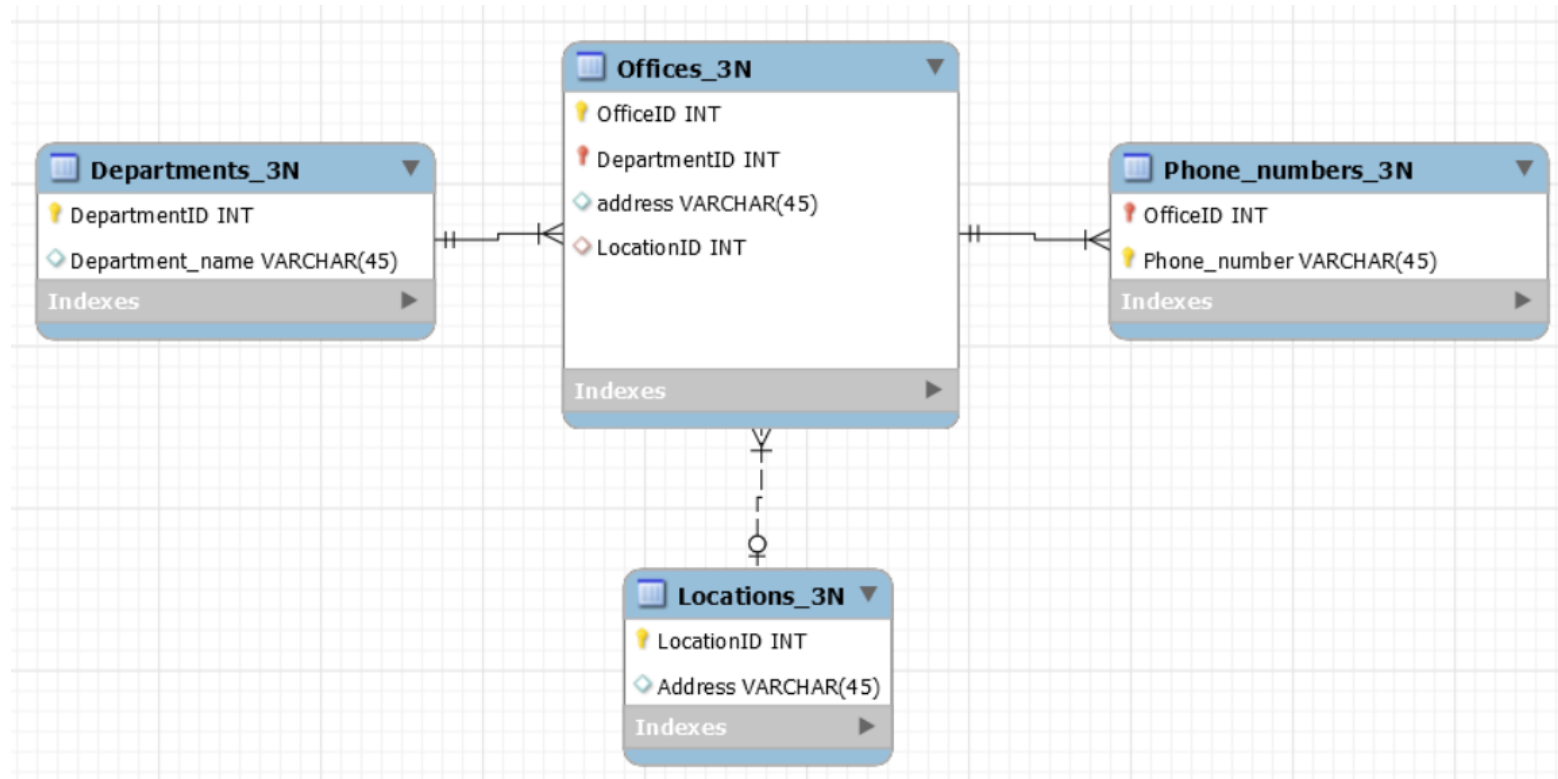 Departments_3N
DepartmentID INT
Department_name VARCHAR(45)
Indexes
Offices_3N
OfficeID INT
DepartmentID INT
address VARCHAR(45)
LocationID INT
Indexes
Phone_numbers_3N
OfficeID INT
Phone_number VARCHAR(45)
Indexes
Locations_3N
LocationID INT
Address VARCHAR(45)
Indexes